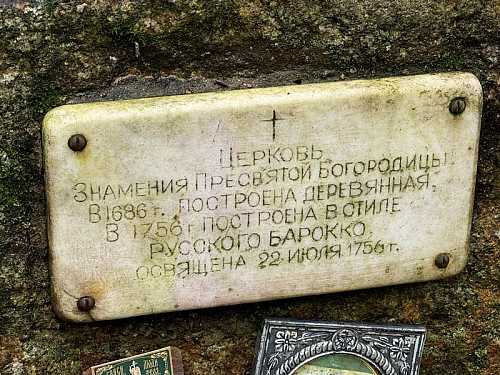 ЦЕРКОВЬ
ЗНАМЕНИЯ ПРЕСВЯТОЙ БОГОРОДИЦЫ
В 1686 г. ПОСТРОЕНА ДЕРЕВЯННАЯ,
В 1756 г ПОСТРОЕНА В СТИЛЕ
РУССКОГО БАРОККО
ОСВЯЩЕНА 22 ИЮЛЯ 1756 г.